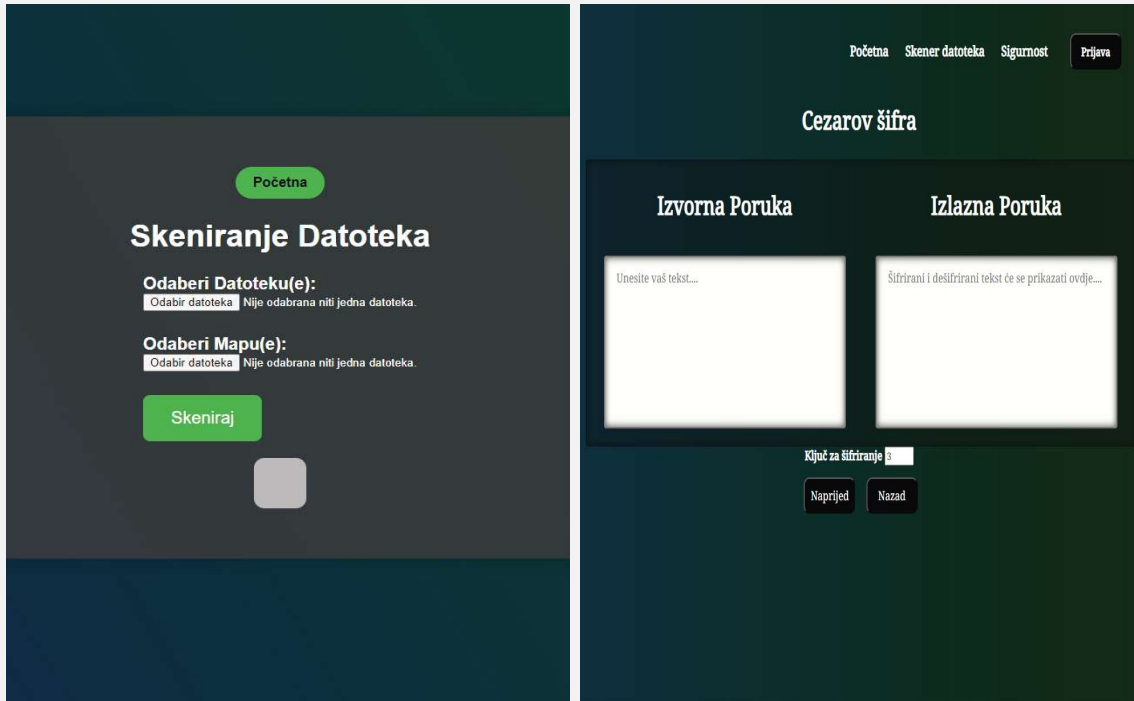 Početna
Skeniranje Datoteka
Odaberi Datoteku(e):
Odabir datoteka Nije odabrana niti jedna datoteka.
Odaberi Mapu(e):
Odabir datoteka Nije odabrana niti jedna datoteka.
Skeniraj
Početna Skener datoteka Sigurnost Prijava
Cezarov šifra
Izvorna Poruka
Izlazna Poruka
Unesite vaš tekst....
Šifrirani i dešifrirani tekst će se prikazati ovdje....
Ključ za šifriranje 3
Naprijed Nazad